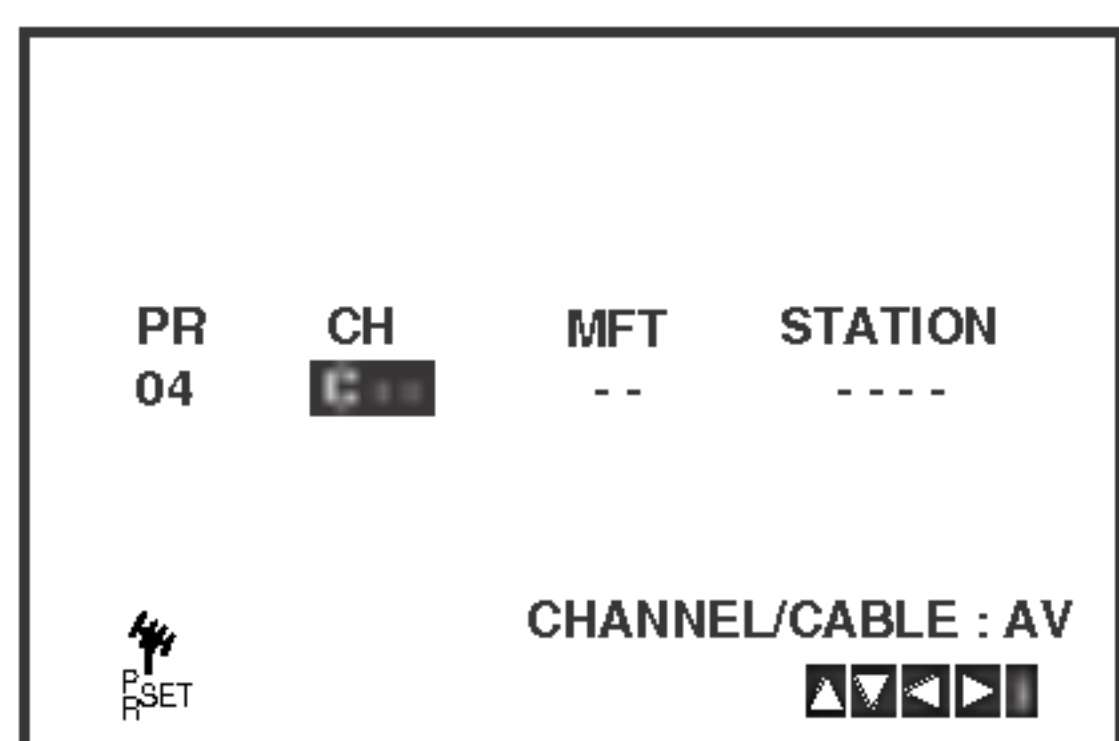 PR CH MFT STATION
04 C -- -- ----
CHANNEL/CABLE : AV
PR SET